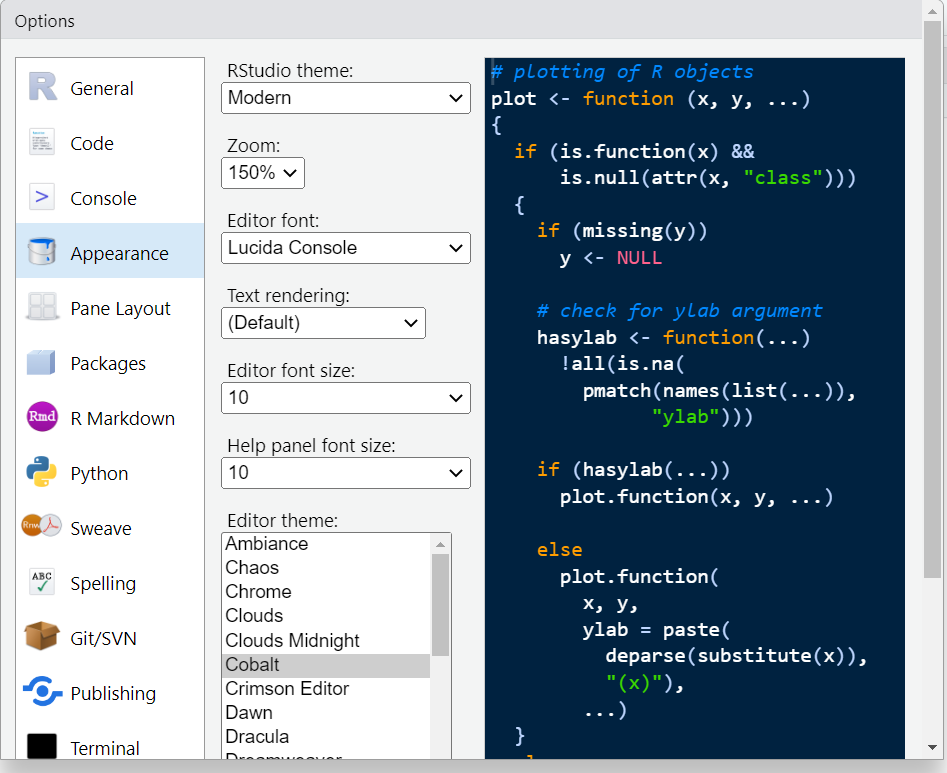 Options
General
Code
Console
Appearance
Pane Layout
Packages
Rmd R Markdown
Python
Rnw Sweave
ABC Spelling
Git/SVN
Publishing
Terminal
RStudio theme:
Modern
Zoom:
150%
Editor font:
Lucida Console
Text rendering:
(Default)
Editor font size:
10
Help panel font size:
10
Editor theme:
Ambiance
Chaos
Chrome
Clouds
Clouds Midnight
Cobalt
Crimson Editor
Dawn
Dracula
Dreamweaver
# plotting of R objects
plot <- function (x, y, ...)
{
  if (is.function(x) &&
      is.null(attr(x, "class")))
  {
    if (missing(y))
      y <- NULL
    # check for ylab argument
    hasylab <- function(...)
      !all(is.na(
        pmatch(names(list(...)),
              "ylab")))
    if (hasylab(...))
      plot.function(x, y, ...)
    else
      plot.function(
        x, y,
        ylab = paste(
          deparse(substitute(x)),
          "(x)"),
        ...)
  }